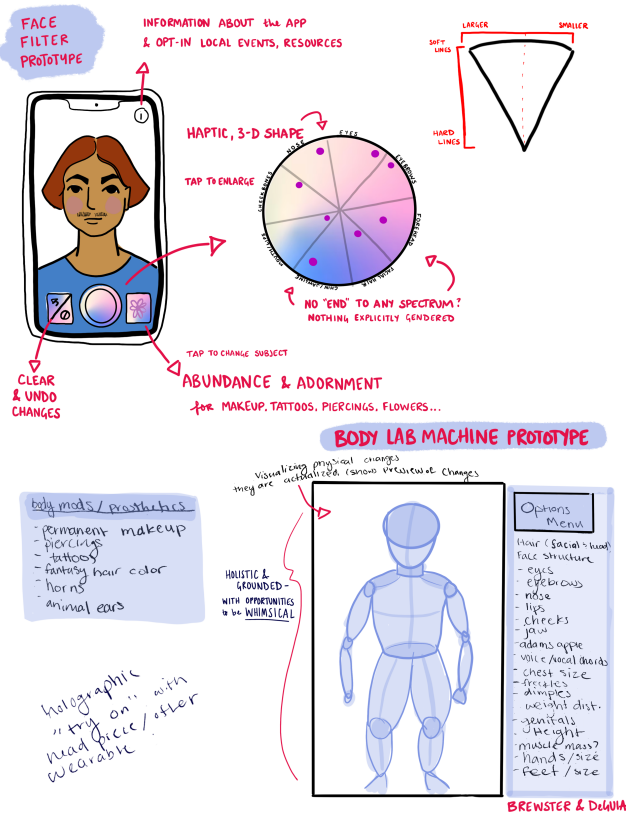 FACE
FILTER
PROTOTYPE
INFORMATION ABOUT the APP
& OPT-IN LOCAL EVENTS, RESOURCES
LARGER
SMALLER
SOFT
LINES
HARD
LINES
HAPTIC, 3-D SHAPE
TAP TO ENLARGE
EYES
EYEBROWS
FOREHEAD
FACIAL HAIR
CHIN/JAWLINE
MOUTH/LIPS
CHEEKBONES
NOSE
NO "END" TO ANY SPECTRUM?
NOTHING EXPLICITLY GENDERED
CLEAR
& UNDO
CHANGES
TAP TO CHANGE SUBJECT
ABUNDANCE & ADORNMENT
for MAKEUP, TATTOOS, PIERCINGS, FLOWERS...
BODY LAB MACHINE PROTOTYPE
Visualizing physical changes
they are actualized (shows preview of changes
body mods/prosthetics
- permanent makeup
- piercings
- tattoos
- fantasy hair color
- horns
- animal ears
HOLISTIC &
GROUNDED-
WITH OPPORTUNITIES
to be WHIMSICAL
holographic
"try on" with
head piece/other
wearable
Options
Menu
Hair (facial & head)
Face structure
- eyes
- eyebrows
- nose
- lips
- cheeks
- jaw
- adams apple
- voice/vocal chords
- chest size
- freckles
- dimples
weight dist.
- genitals
- Height
- muscle mass?
- hands/size
- feet/size
BREWSTER & DeGUIA